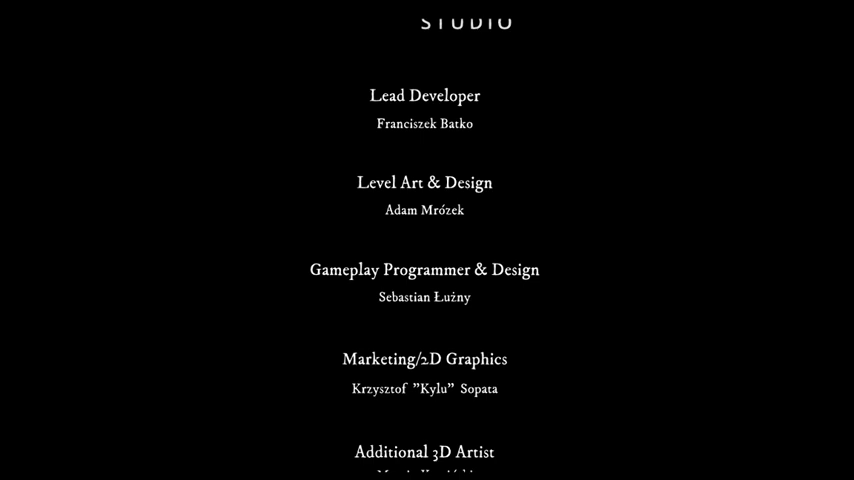 STUDIO
Lead Developer
Franciszek Batko
Level Art & Design
Adam Mrózek
Gameplay Programmer & Design
Sebastian Łużny
Marketing/2D Graphics
Krzysztof "Kylu" Sopata
Additional 3D Artist